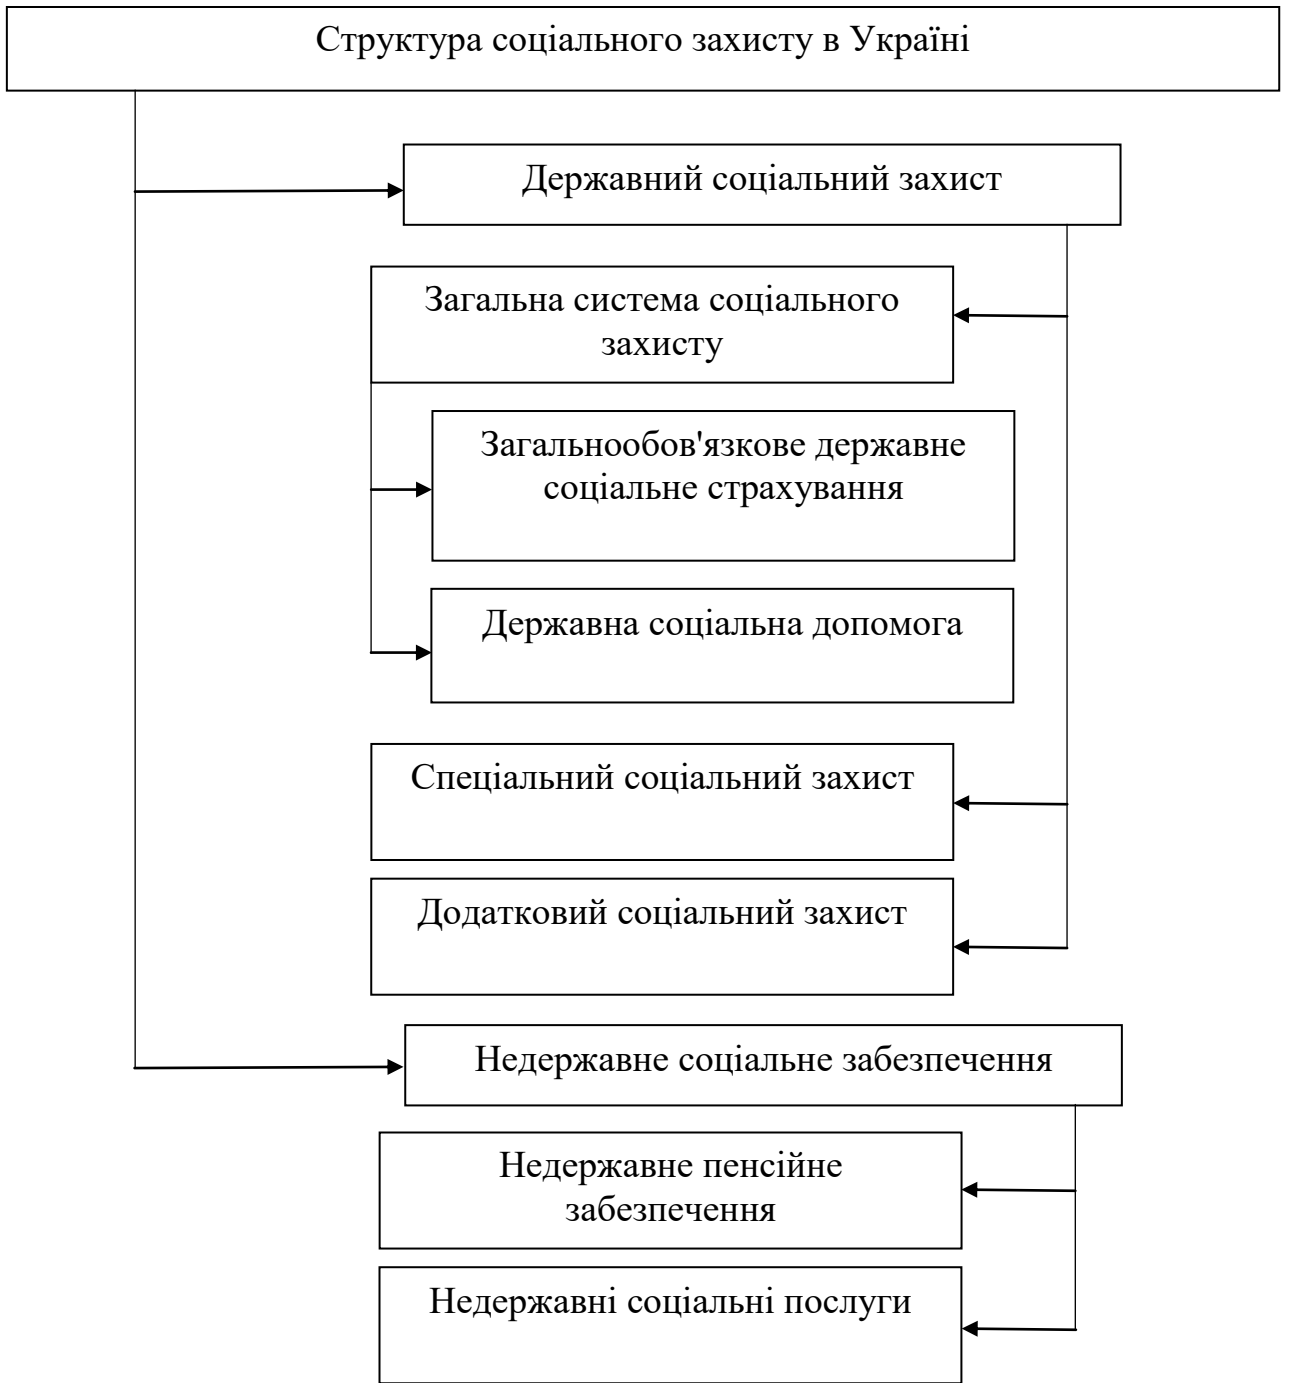 Структура соціального захисту в Україні
Державний соціальний захист
Загальна система соціального
захисту
Загальнообов'язкове державне
соціальне страхування
Державна соціальна допомога
Спеціальний соціальний захист
Додатковий соціальний захист
Недержавне соціальне забезпечення
Недержавне пенсійне
забезпечення
Недержавні соціальні послуги